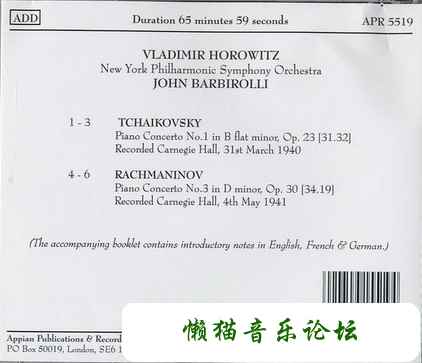 ADD Duration 65 minutes 59 seconds APR 5519
VLADIMIR HOROWITZ
New York Philharmonic Symphony Orchestra
JOHN BARBIROLLI
1 - 3 TCHAIKOVSKY
Piano Concerto No.1 in B flat minor, Op. 23 [31.32]
Recorded Carnegie Hall, 31st March 1940
4 - 6 RACHMANINOV
Piano Concerto No.3 in D minor, Op. 30 [34.19]
Recorded Carnegie Hall, 4th May 1941
(The accompanying booklet contains introductory notes in English, French & German.)
懒猫音乐论坛
Appian Publications & Record
PO Box 50019, London, SE6 1